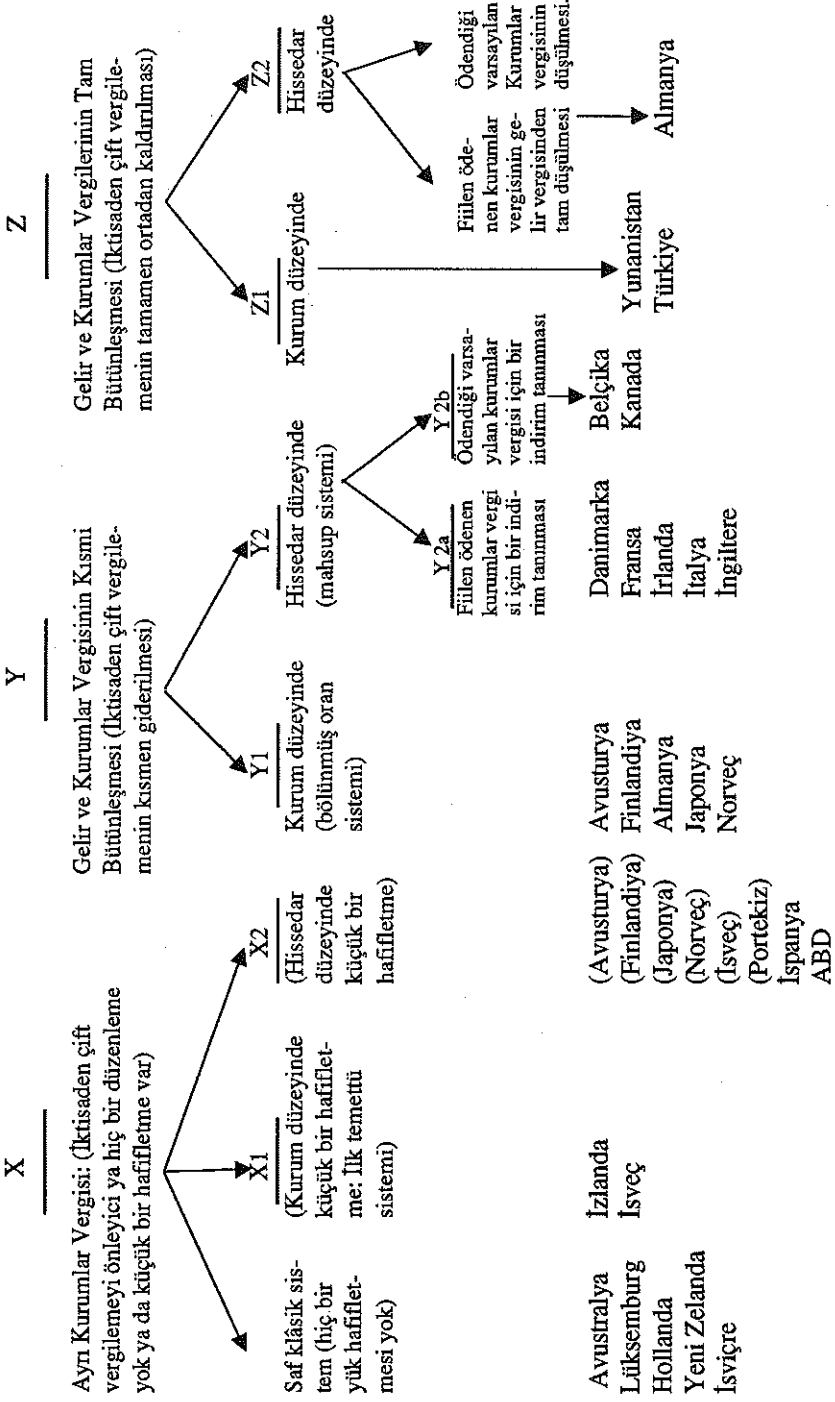 X
Ayrı Kurumlar Vergisi: (İktisaden çift
vergilemeyi önleyici ya hiç bir düzenleme
yok ya da küçük bir hafifletme var)
Saf klâsik sis-
tem (hiç bir
yük hafiflet-
mesi yok)
Avustralya
Lüksemburg
Hollanda
Yeni Zelanda
İsviçre
X1
(Kurum düzeyinde
küçük bir hafiflet-
me: İlk temettü
sistemi)
İzlanda
İsveç
X2
(Hissedar
düzeyinde
küçük bir
hafifletme)
(Avusturya)
(Finlandiya)
(Japonya)
(Norveç)
(İsveç)
(Portekiz)
İspanya
ABD
Y
Gelir ve Kurumlar Vergisinin Kısmi
Bütünleşmesi (İktisaden çift vergile-
menin kısmen giderilmesi)
Y1
Kurum düzeyinde
(bölünmüş oran
sistemi)
Avusturya
Finlandiya
Almanya
Japonya
Norveç
Y2
Hissedar düzeyinde
(mahsup sistemi)
Y2a
Fiilen ödenen
kurumlar vergi
si için bir indi-
rim tanınması
Danimarka
Fransa
İrlanda
İtalya
İngiltere
Y2b
Ödendiği varsa-
yılan kurumlar
vergisi için bir
indirim tanınması
Belçika
Kanada
Z
Gelir ve Kurumlar Vergilerinin Tam
Bütünleşmesi (İktisaden çift vergile-
menin tamamen ortadan kaldırılması)
Z1
Kurum düzeyinde
Yunanistan
Türkiye
Z2
Hissedar
düzeyinde
Fiilen öde-
nen kurumlar
vergisinin ge-
lir vergisinden
tam düşülmesi
Almanya
Ödendiği
varsayılan
Kurumlar
vergisinin
düşülmesi.